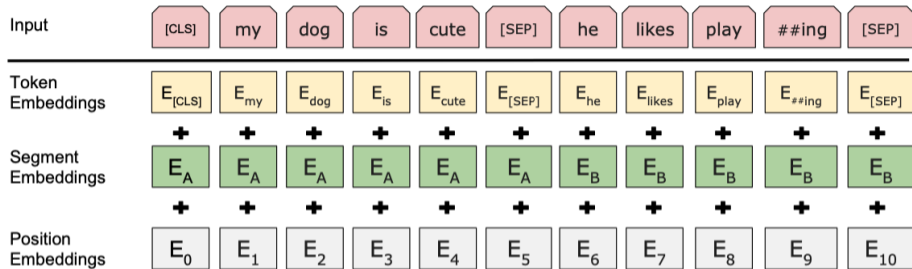 Input [CLS] my dog is cute [SEP] he likes play ##ing [SEP]
Token Embeddings E[CLS] Emy Edog Eis Ecute E[SEP] Ehe Elikes Eplay E##ing E[SEP]
+ + + + + + + + + + +
Segment Embeddings EA EA EA EA EA EA EB EB EB EB EB
+ + + + + + + + + + +
Position Embeddings E0 E1 E2 E3 E4 E5 E6 E7 E8 E9 E10